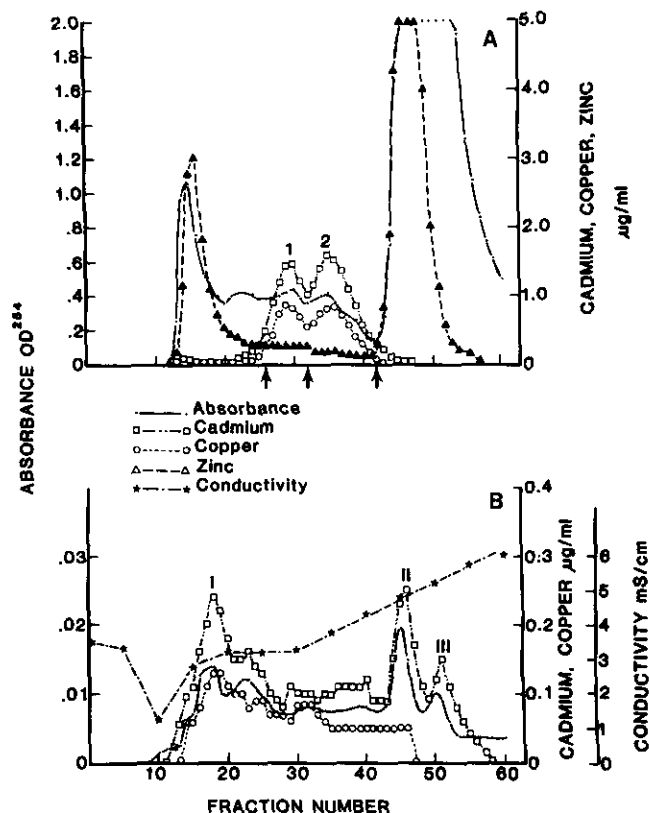 A
2.0
1.8
1.6
1.4
1.2
1.0
.8
.6
.4
.2
0
5.0
4.0
3.0
2.0
1.0
0
1
2
CADMIUM, COPPER, ZINC
µg/ml
ABSORBANCE OD²⁵⁴
Absorbance
Cadmium
Copper
Zinc
Conductivity
B
.03
.02
.01
0
I
II
III
0.4
0.3
0.2
0.1
0
CADMIUM, COPPER µg/ml
6
5
4
3
2
1
0
CONDUCTIVITY mS/cm
10
20
30
40
50
60
FRACTION NUMBER